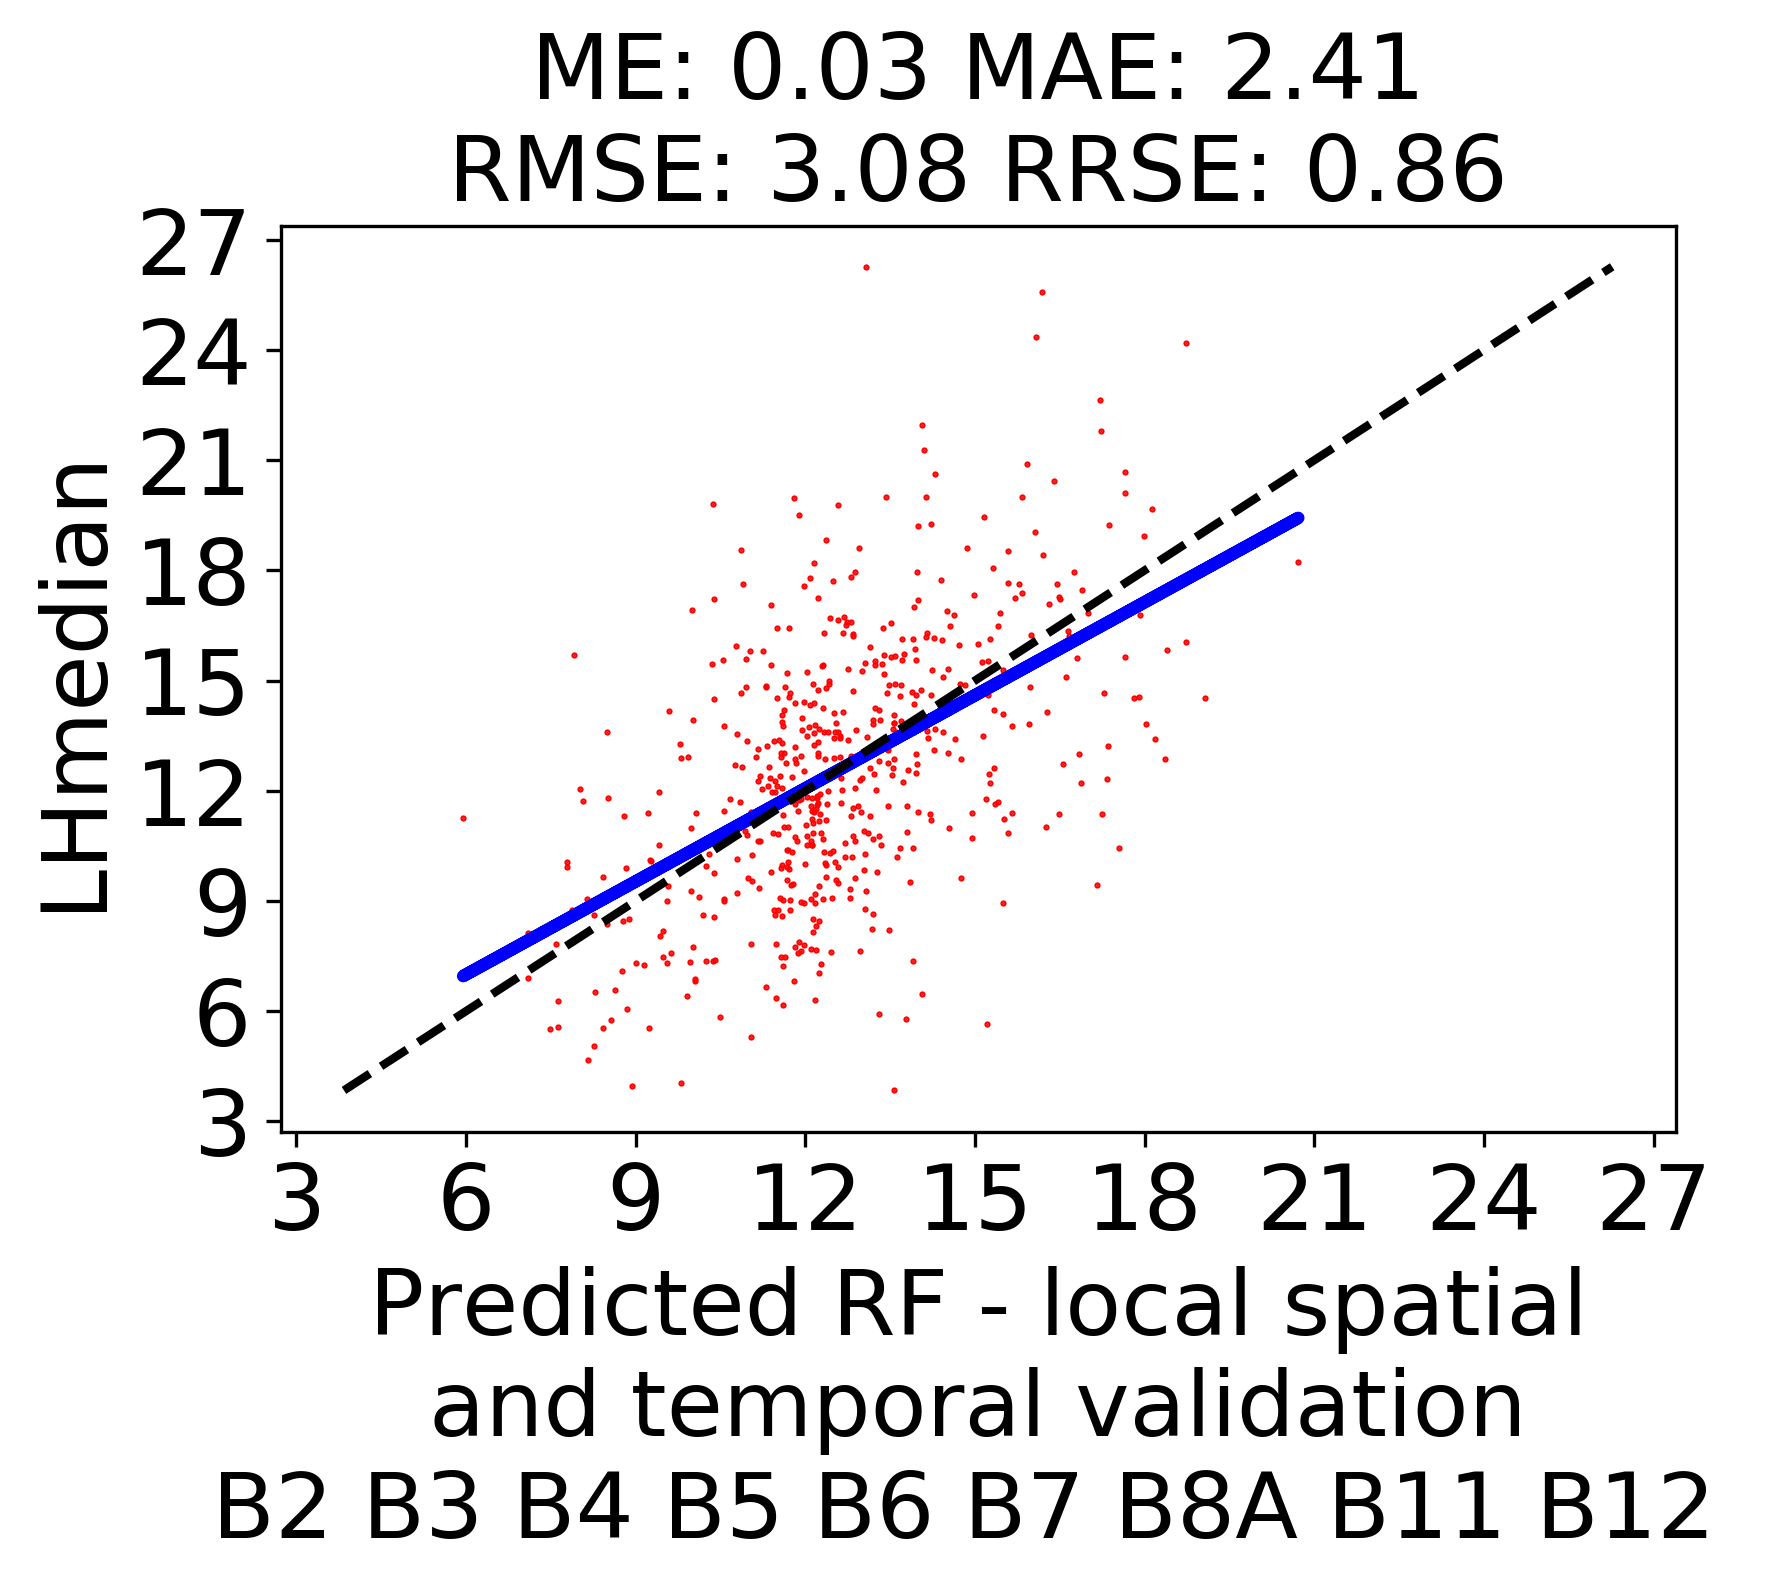 ME: 0.03 MAE: 2.41
RMSE: 3.08 RRSE: 0.86
27
24
21
18
15
12
9
6
3
LHmedian
3 6 9 12 15 18 21 24 27
Predicted RF - local spatial
and temporal validation
B2 B3 B4 B5 B6 B7 B8A B11 B12